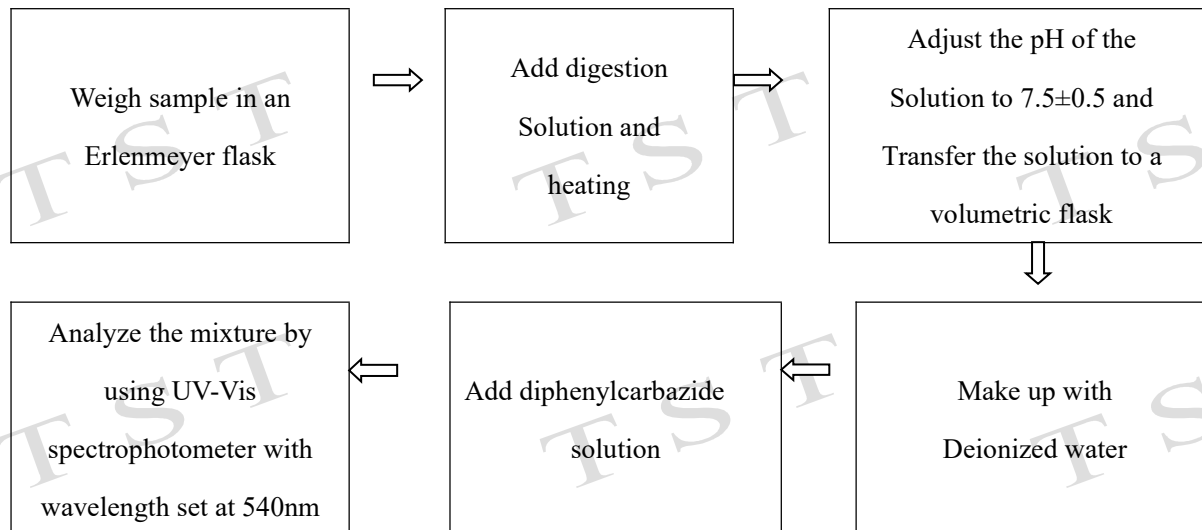 Weigh sample in an
Erlenmeyer flask
Add digestion
Solution and
heating
Adjust the pH of the
Solution to 7.5±0.5 and
Transfer the solution to a
volumetric flask
Make up with
Deionized water
Add diphenylcarbazide
solution
Analyze the mixture by
using UV-Vis
spectrophotometer with
wavelength set at 540nm
T S T
T S T
T S
T S T
T S T
T S